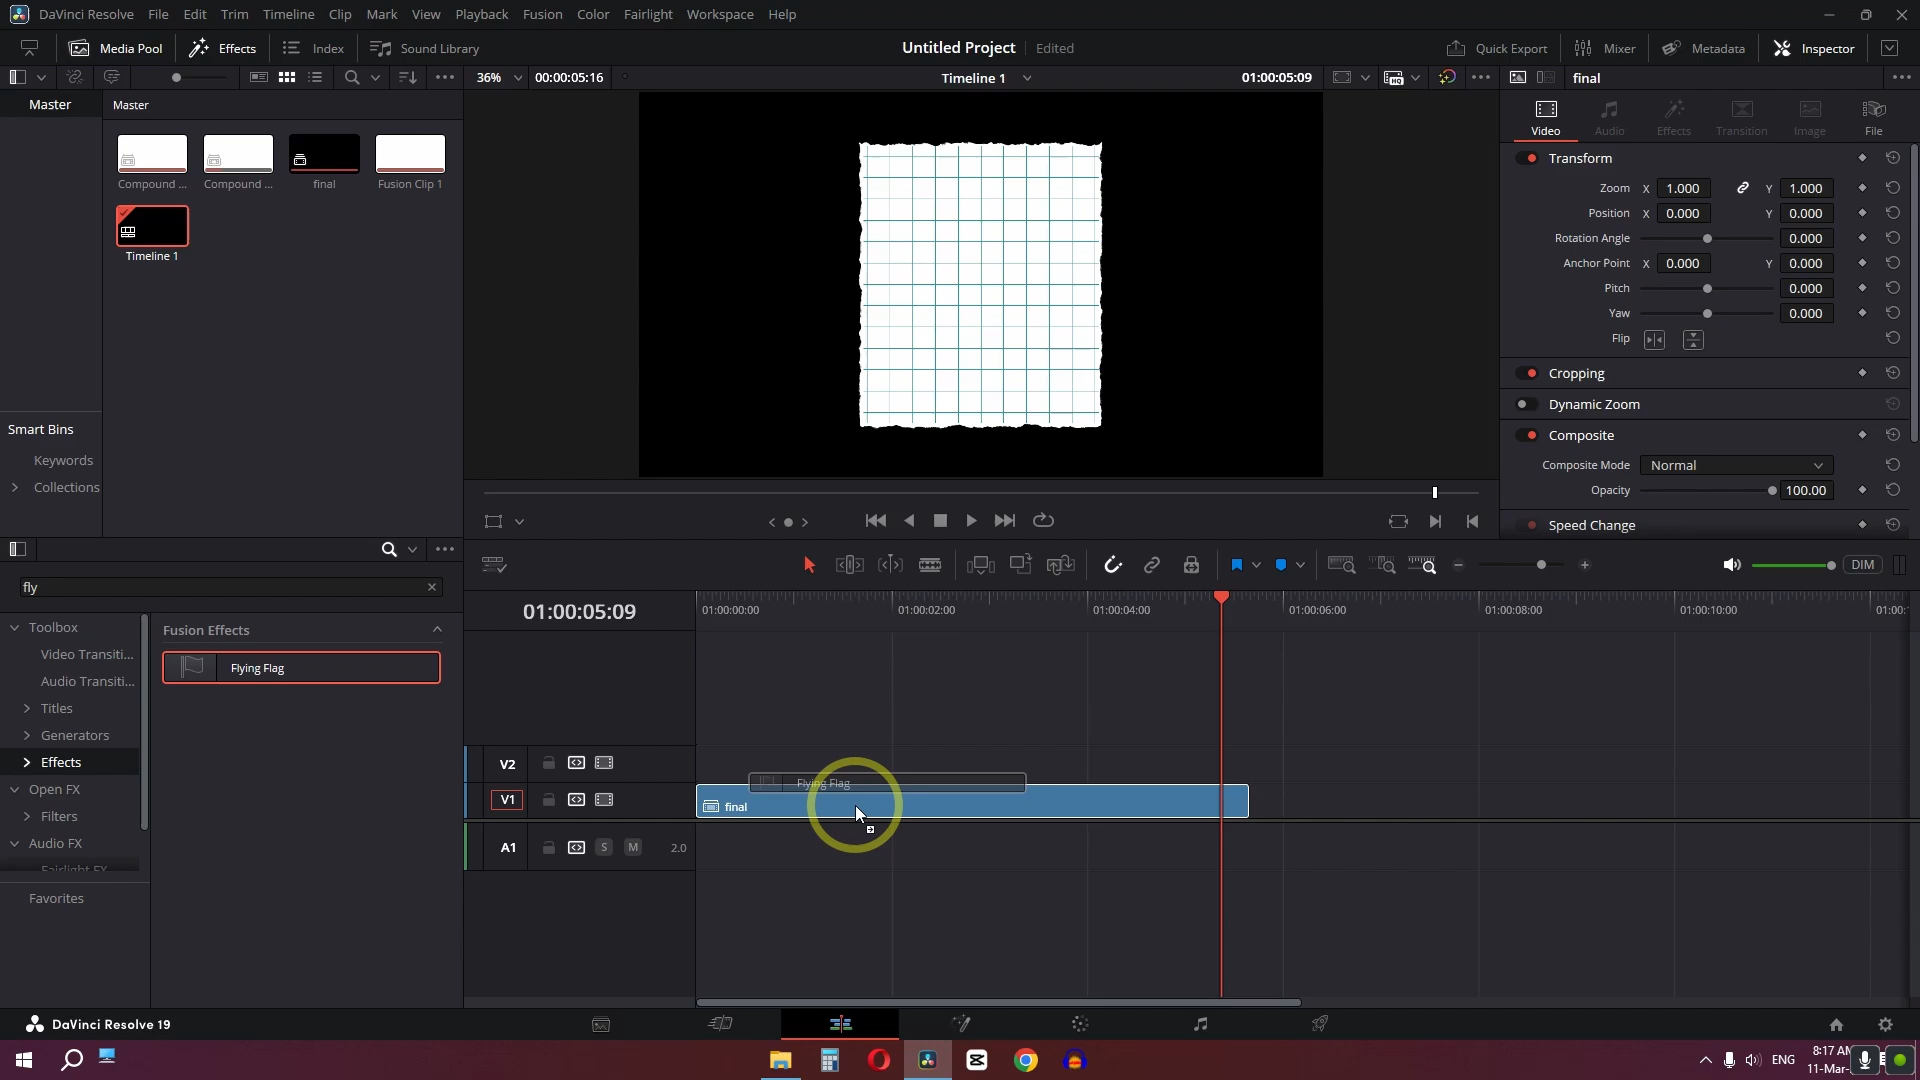 DaVinci Resolve File Edit Trim Timeline Clip Mark View Playback Fusion Color Fairlight Workspace Help
Media Pool Effects Index Sound Library Untitled Project Edited Quick Export Mixer Metadata Inspector
36% 00:00:05:16 Timeline 1 01:00:05:09 HQ final
Master Master
Compound ... Compound ... final Fusion Clip 1
Timeline 1
Smart Bins
Keywords
Collections
Video Audio Effects Transition Image File
Transform
Zoom X 1.000 Y 1.000
Position X 0.000 Y 0.000
Rotation Angle 0.000
Anchor Point X 0.000 Y 0.000
Pitch 0.000
Yaw 0.000
Flip
Cropping
Dynamic Zoom
Composite
Composite Mode Normal
Opacity 100.00
Speed Change
DIM
fly
01:00:05:09 01:00:00:00 01:00:02:00 01:00:04:00 01:00:06:00 01:00:08:00 01:00:10:00 01:00:
Toolbox
Video Transiti...
Audio Transiti...
Titles
Generators
Effects
Open FX
Filters
Audio FX
Fairlight FX
Favorites
Fusion Effects
Flying Flag
V2
Flying Flag
V1 final
A1 S M 2.0
DaVinci Resolve 19
ENG 8:17 AM
11-Mar-